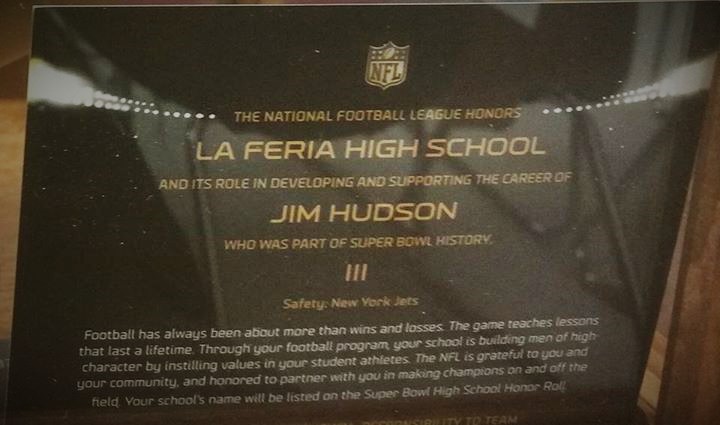 NFL
THE NATIONAL FOOTBALL LEAGUE HONORS
LA FERIA HIGH SCHOOL
AND ITS ROLE IN DEVELOPING AND SUPPORTING THE CAREER OF
JIM HUDSON
WHO WAS PART OF SUPER BOWL HISTORY.
III
Safety: New York Jets
Football has always been about more than wins and losses. The game teaches lessons
that last a lifetime. Through your football program, your school is building men of high-
character by instilling values in your student athletes. The NFL is grateful to you and
your community, and honored to partner with you in making champions on and off the
field. Your school's name will be listed on the Super Bowl High School Honor Roll.
RESPONSIBILITY TO TEAM